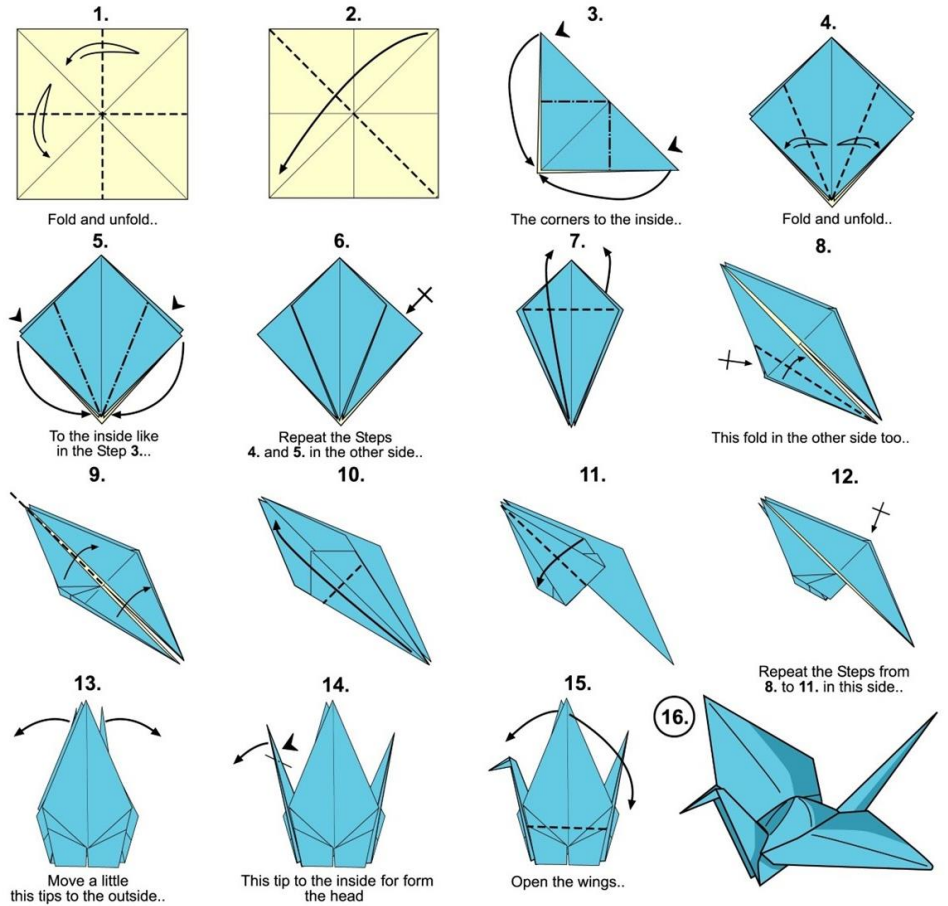 1.
2.
3.
4.
Fold and unfold..
The corners to the inside..
Fold and unfold..
5.
6.
7.
8.
To the inside like
in the Step 3...
Repeat the Steps
4. and 5. in the other side..
This fold in the other side too..
9.
10.
11.
12.
Repeat the Steps from
8. to 11. in this side..
13.
14.
15.
16.
Move a little
this tips to the outside..
This tip to the inside for form
the head
Open the wings..